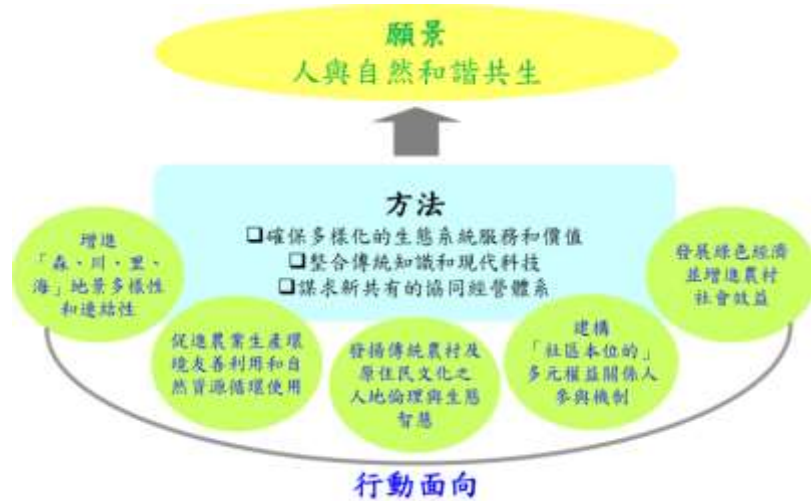 願景
人與自然和諧共生
方法
❑確保多樣化的生態系統服務和價值
❑整合傳統知識和現代科技
❑謀求新共有的協同經營體系
增進
「森、川、里、
海」地景多樣性
和連結性
促進農業生產環
境友善利用和自
然資源循環使用
發揚傳統農村及
原住民文化之
人地倫理與生態
智慧
建構
「社區本位的」
多元權益關係人
參與機制
發展綠色經濟
並增進農村
社會效益
行動面向